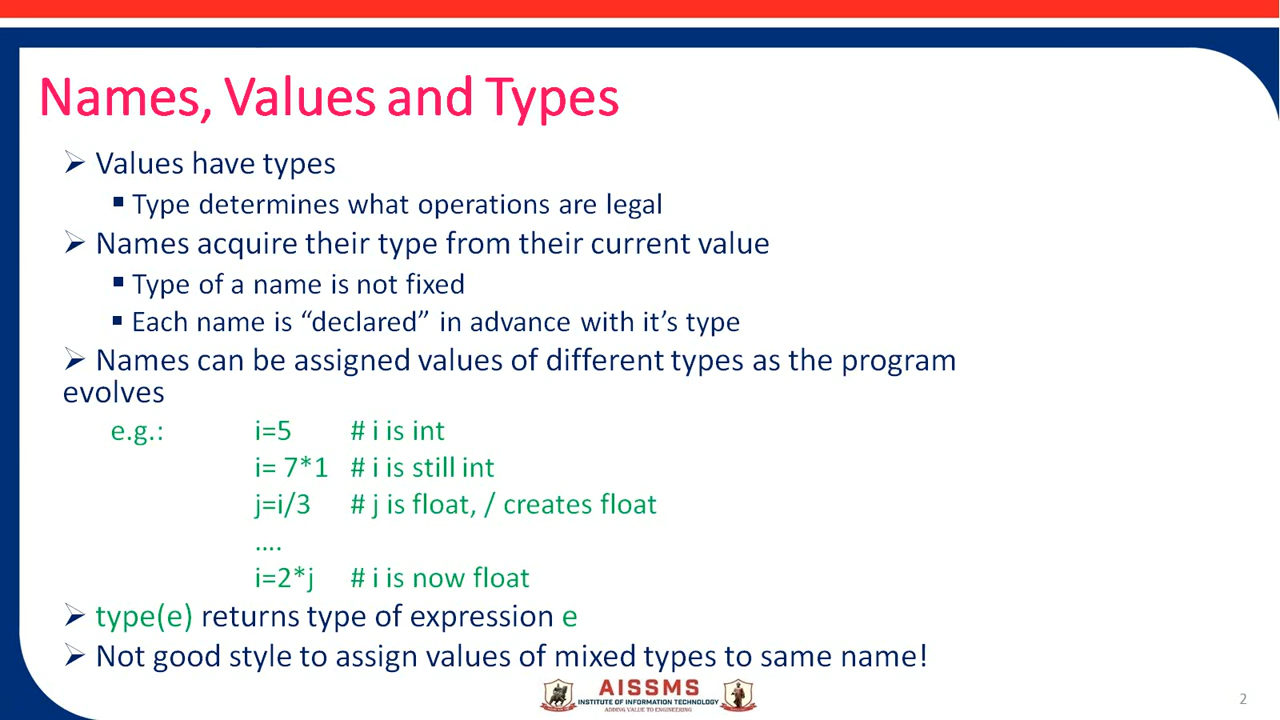 Names, Values and Types
➢ Values have types
▪ Type determines what operations are legal
➢ Names acquire their type from their current value
▪ Type of a name is not fixed
▪ Each name is “declared” in advance with it’s type
➢ Names can be assigned values of different types as the program
evolves
e.g.: i=5 # i is int
i= 7*1 # i is still int
j=i/3 # j is float, / creates float
....
i=2*j # i is now float
➢ type(e) returns type of expression e
➢ Not good style to assign values of mixed types to same name!
AISSMS
INSTITUTE OF INFORMATION TECHNOLOGY
ADDING VALUE TO ENGINEERING
2